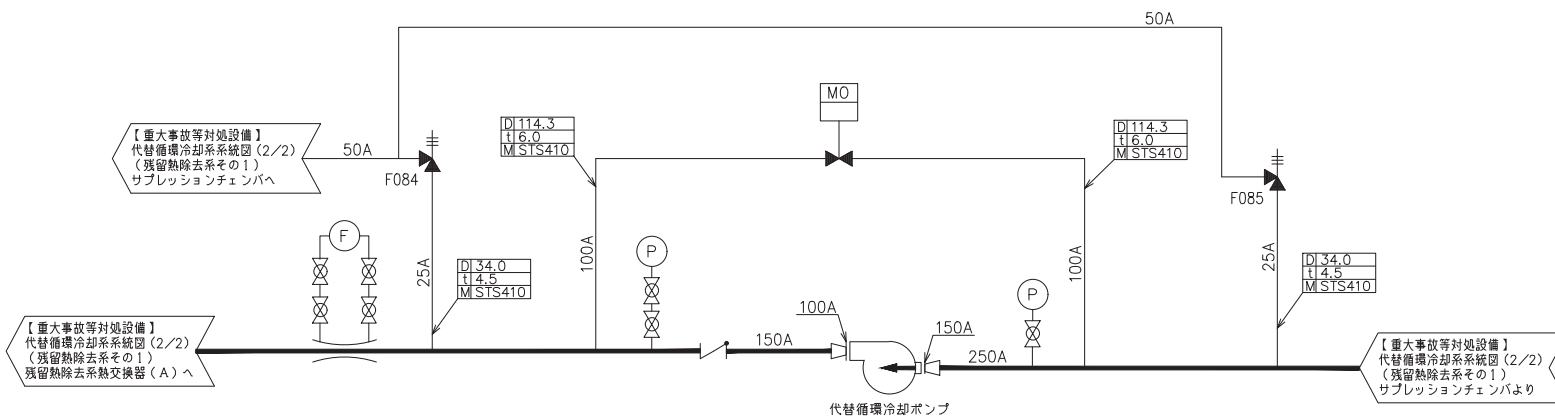 50A
MO
【重大事故等対処設備】
代替循環冷却系系統図(2/2)
(残留熱除去系その1)
サプレッションチェンバへ
50A
F084
D 114.3
t 6.0
M STS410
D 114.3
t 6.0
M STS410
F085
F
25A
D 34.0
t 4.5
M STS410
100A
P
100A
P
25A
D 34.0
t 4.5
M STS410
【重大事故等対処設備】
代替循環冷却系系統図(2/2)
(残留熱除去系その1)
残留熱除去系熱交換器(A)へ
150A
100A
150A
250A
代替循環冷却ポンプ
【重大事故等対処設備】
代替循環冷却系系統図(2/2)
(残留熱除去系その1)
サプレッションチェンバより